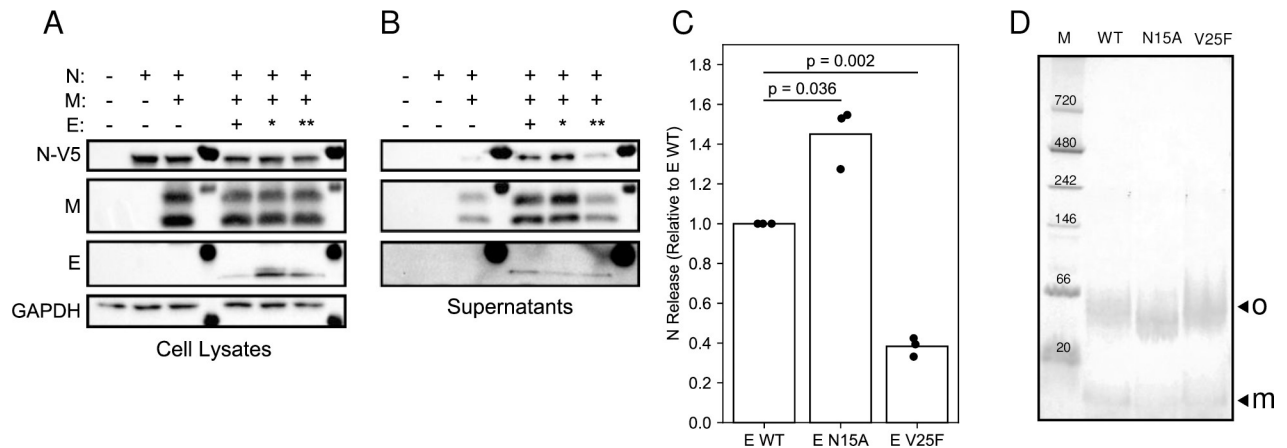 A
N: - + + + + +
M: - - + + + +
E: - - - + * **
N-V5
M
E
GAPDH
Cell Lysates
B
- + + + + +
- - + + + +
- - - + * **
Supernatants
C
N Release (Relative to E WT)
1.8
1.6
1.4
1.2
1.0
0.8
0.6
0.4
0.2
0.0
p = 0.002
p = 0.036
E WT E N15A E V25F
D
M WT N15A V25F
720
480
242
146
66
20
o
m